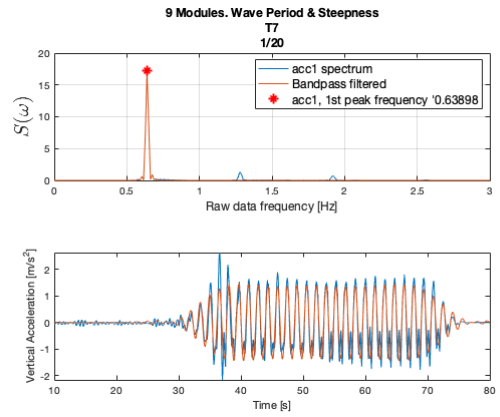 9 Modules. Wave Period & Steepness
T7
1/20
S(ω)
20
15
10
5
0
acc1 spectrum
Bandpass filtered
acc1, 1st peak frequency '0.63898
0 0.5 1 1.5 2 2.5 3
Raw data frequency [Hz]
Vertical Acceleration [m/s²]
2
1
0
-1
-2
10 20 30 40 50 60 70 80
Time [s]